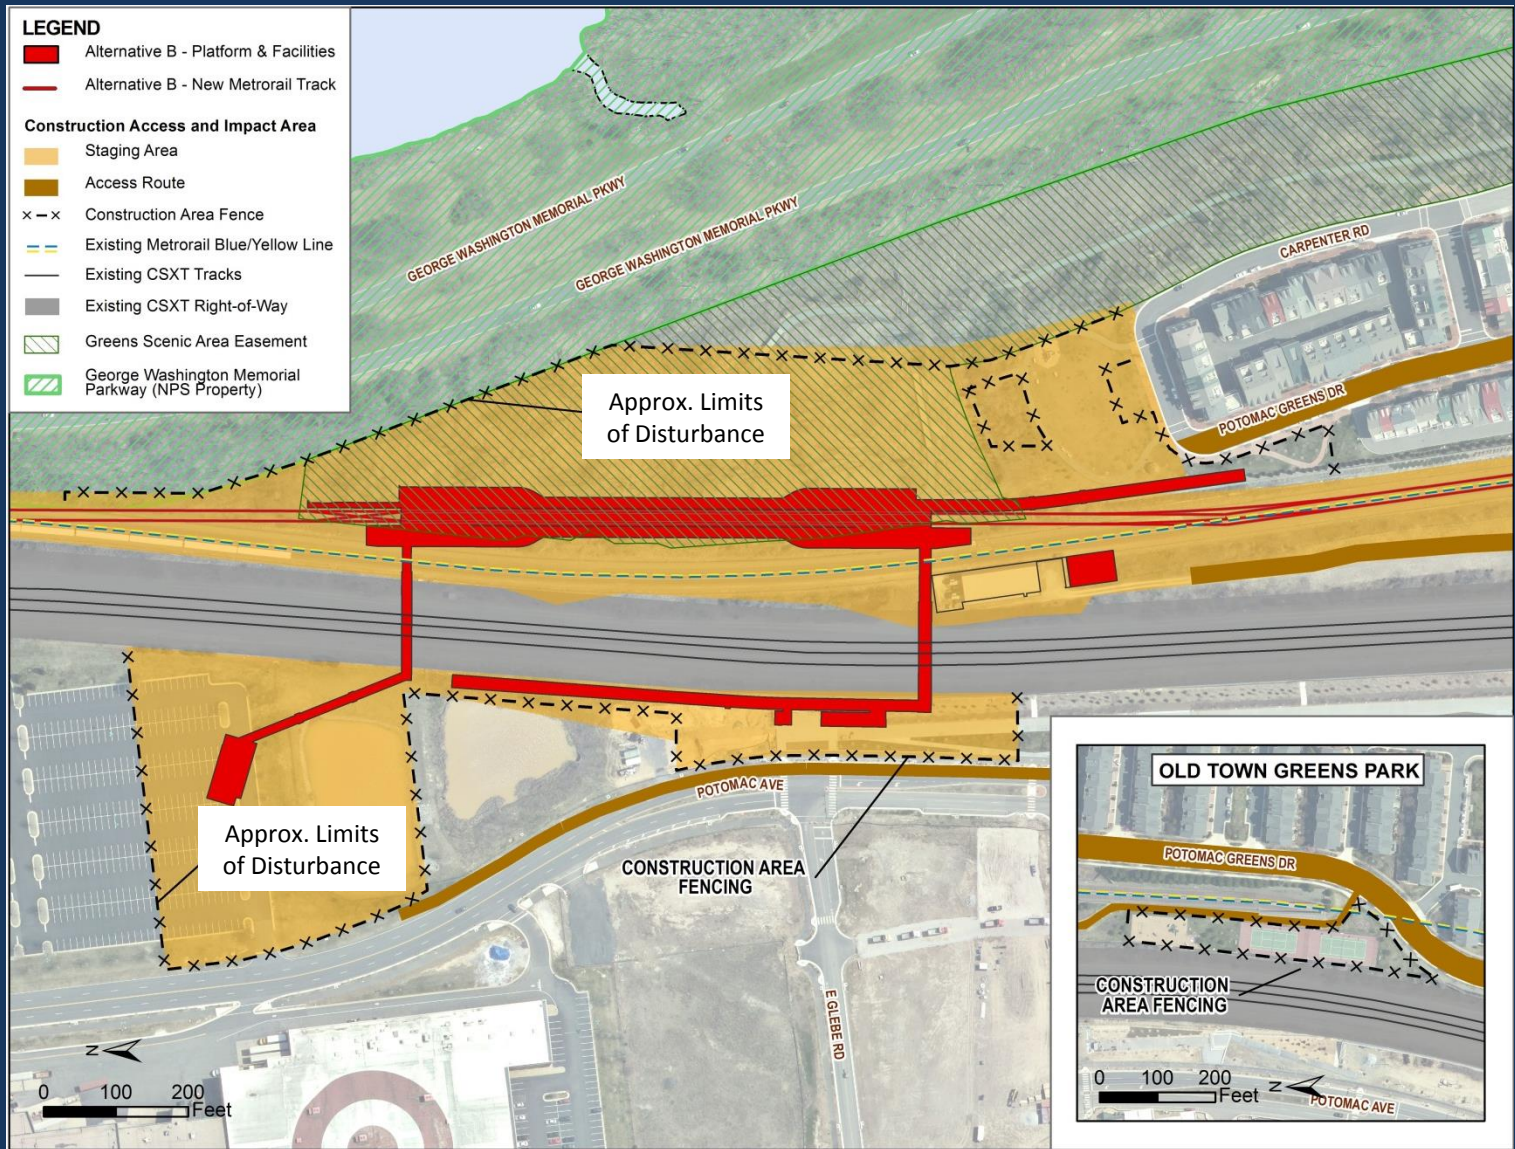 LEGEND
Alternative B - Platform & Facilities
Alternative B - New Metrorail Track
Construction Access and Impact Area
Staging Area
Access Route
Construction Area Fence
Existing Metrorail Blue/Yellow Line
Existing CSXT Tracks
Existing CSXT Right-of-Way
Greens Scenic Area Easement
George Washington Memorial
Parkway (NPS Property)
GEORGE WASHINGTON MEMORIAL PKWY
GEORGE WASHINGTON MEMORIAL PKWY
CARPENTER RD
POTOMAC GREENS DR
Approx. Limits
of Disturbance
Approx. Limits
of Disturbance
POTOMAC AVE
CONSTRUCTION AREA
FENCING
E GLEBE RD
N
0 100 200
Feet
OLD TOWN GREENS PARK
POTOMAC GREENS DR
CONSTRUCTION
AREA FENCING
0 100 200
Feet
N
POTOMAC AVE